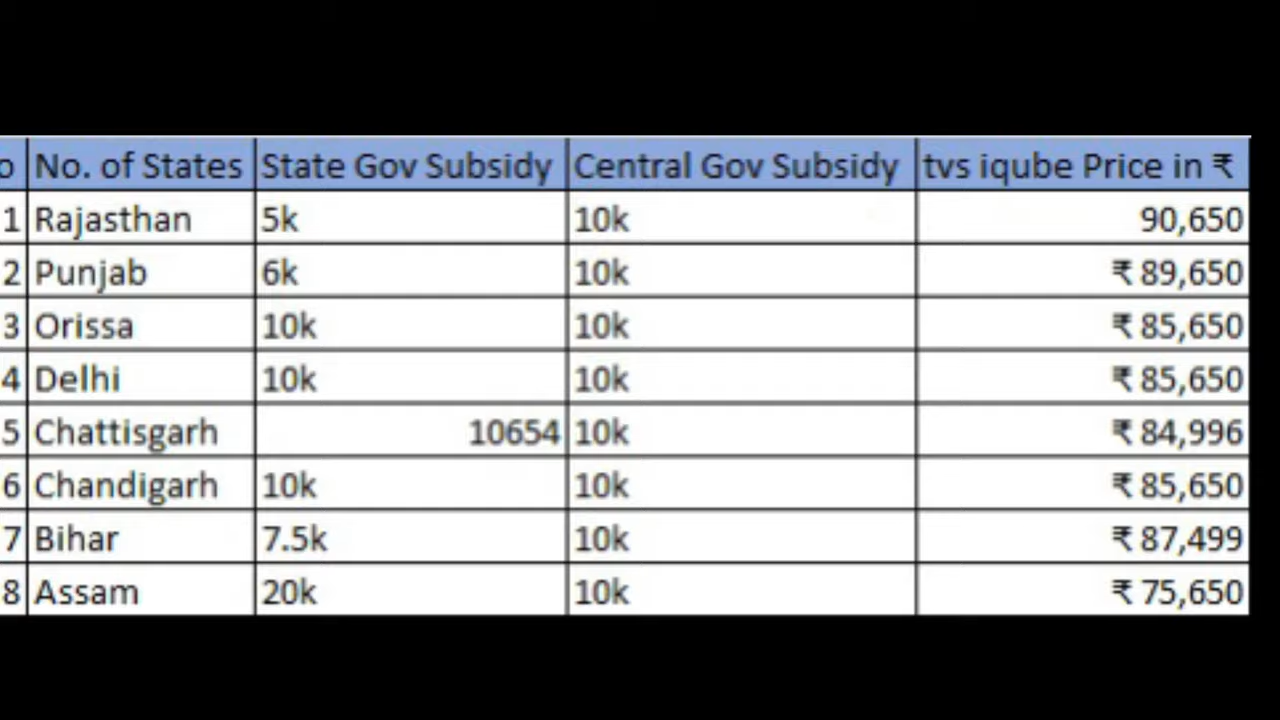 o No. of States State Gov Subsidy Central Gov Subsidy tvs iqube Price in ₹
1 Rajasthan 5k 10k 90,650
2 Punjab 6k 10k ₹ 89,650
3 Orissa 10k 10k ₹ 85,650
4 Delhi 10k 10k ₹ 85,650
5 Chattisgarh 10654 10k ₹ 84,996
6 Chandigarh 10k 10k ₹ 85,650
7 Bihar 7.5k 10k ₹ 87,499
8 Assam 20k 10k ₹ 75,650